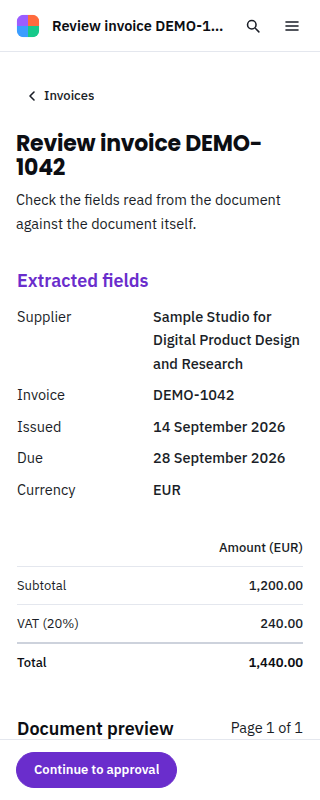 Review invoice DEMO-1...
Invoices
Review invoice DEMO-
1042
Check the fields read from the document
against the document itself.
Extracted fields
Supplier Sample Studio for
Digital Product Design
and Research
Invoice DEMO-1042
Issued 14 September 2026
Due 28 September 2026
Currency EUR
Amount (EUR)
Subtotal 1,200.00
VAT (20%) 240.00
Total 1,440.00
Document preview Page 1 of 1
Continue to approval